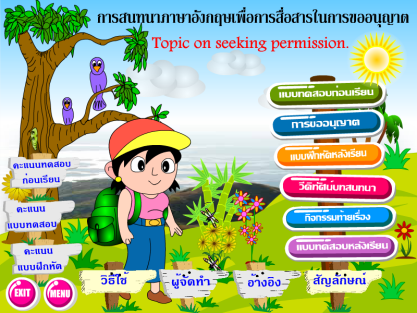 การสนทนาภาษาอังกฤษเพื่อการสื่อสารในการขออนุญาต
Topic on seeking permission.
แบบทดสอบก่อนเรียน
การขออนุญาต
แบบฝึกหัดหลังเรียน
วีดีทัศน์บทสนทนา
กิจกรรมท้ายเรื่อง
แบบทดสอบหลังเรียน
คะแนนทดสอบ
ก่อนเรียน
คะแนน
แบบทดสอบ
คะแนน
แบบฝึกหัด
EXIT
MENU
วิธีใช้
ผู้จัดทำ
อ้างอิง
สัญลักษณ์